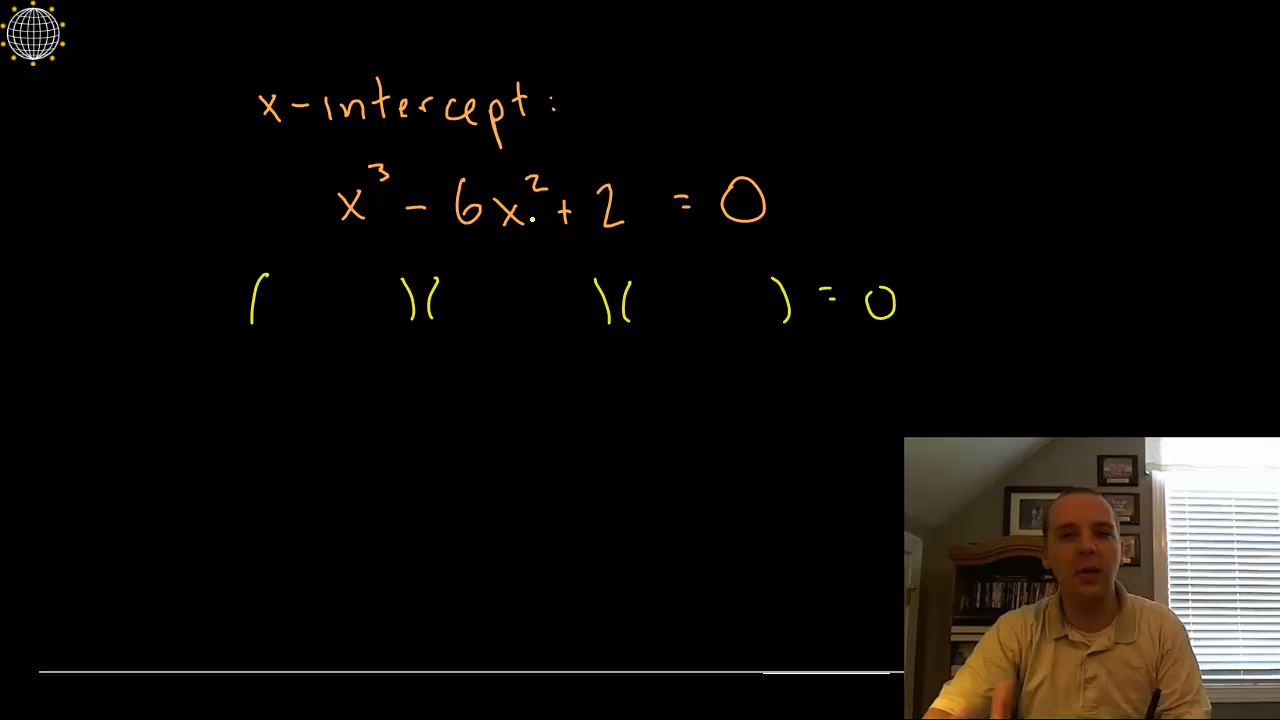 x-intercept:
x³ - 6x² + 2 = 0
(      )(      )(      ) = 0